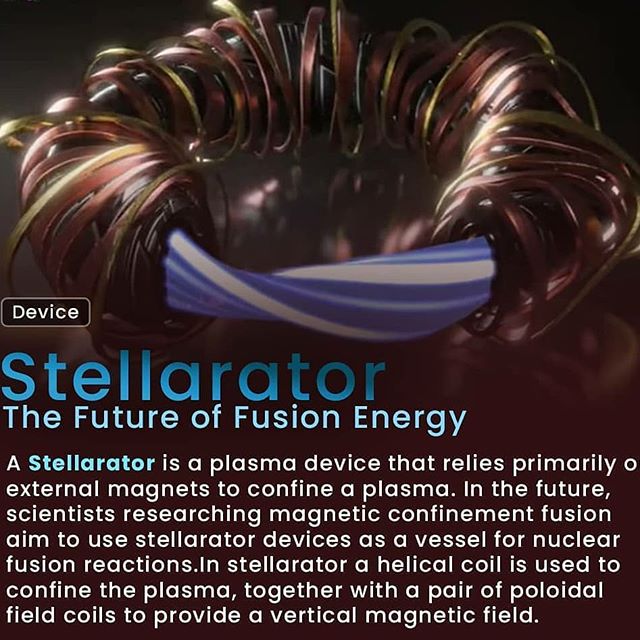 Device
Stellarator
The Future of Fusion Energy
A Stellarator is a plasma device that relies primarily o
external magnets to confine a plasma. In the future,
scientists researching magnetic confinement fusion
aim to use stellarator devices as a vessel for nuclear
fusion reactions.In stellarator a helical coil is used to
confine the plasma, together with a pair of poloidal
field coils to provide a vertical magnetic field.